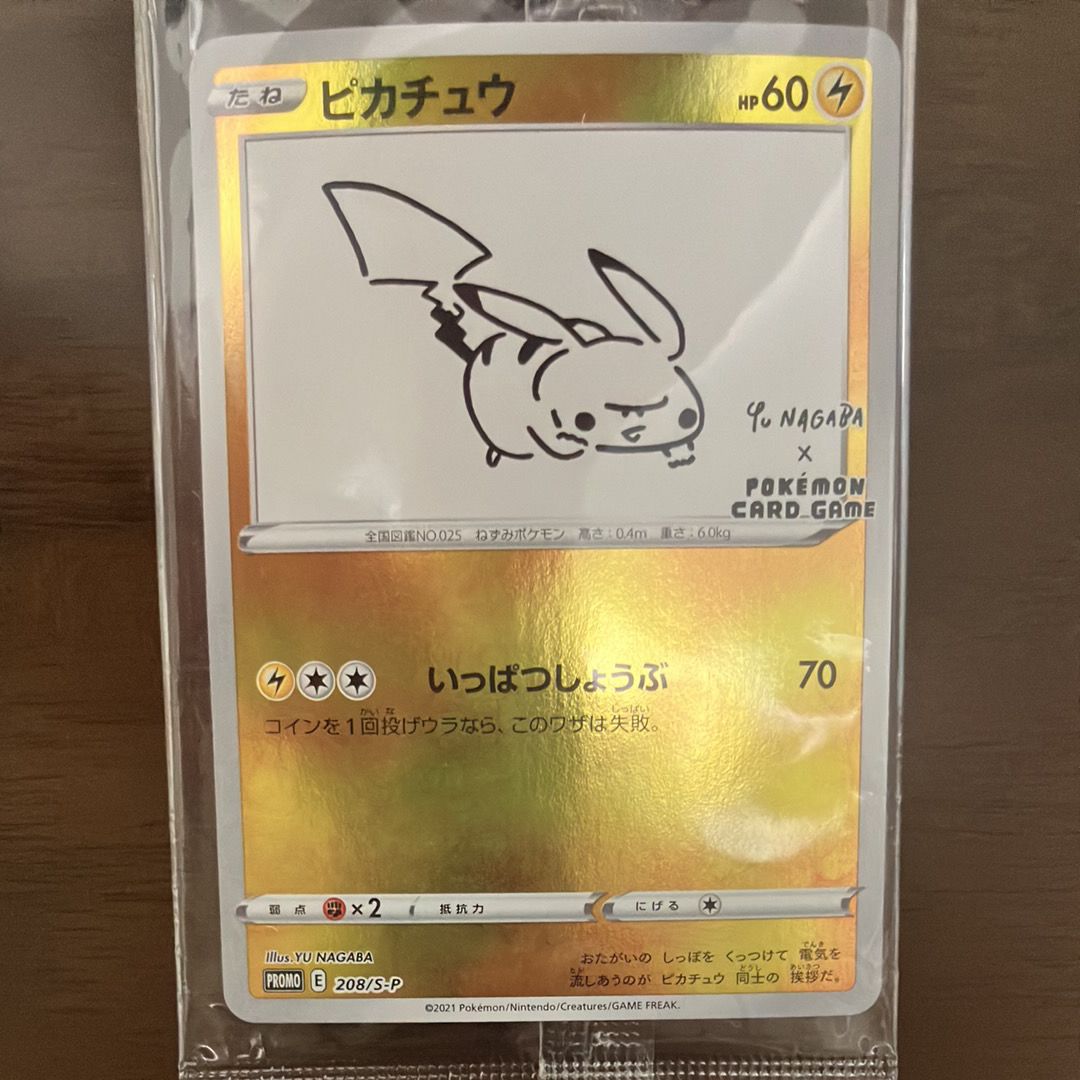 たね ピカチュウ HP60
YU NAGABA
×
POKÉMON
CARD GAME
全国図鑑NO.025 ねずみポケモン 高さ：0.4m 重さ：6.0kg
いっぱつしょうぶ 70
コインを1回投げウラなら、このワザは失敗。
弱点 ×2 抵抗力 にげる
Illus. YU NAGABA
PROMO E 208/S-P
おたがいの しっぽを くっつけて 電気を
流しあうのが ピカチュウ 同士の 挨拶だ。
©2021 Pokémon/Nintendo/Creatures/GAME FREAK.